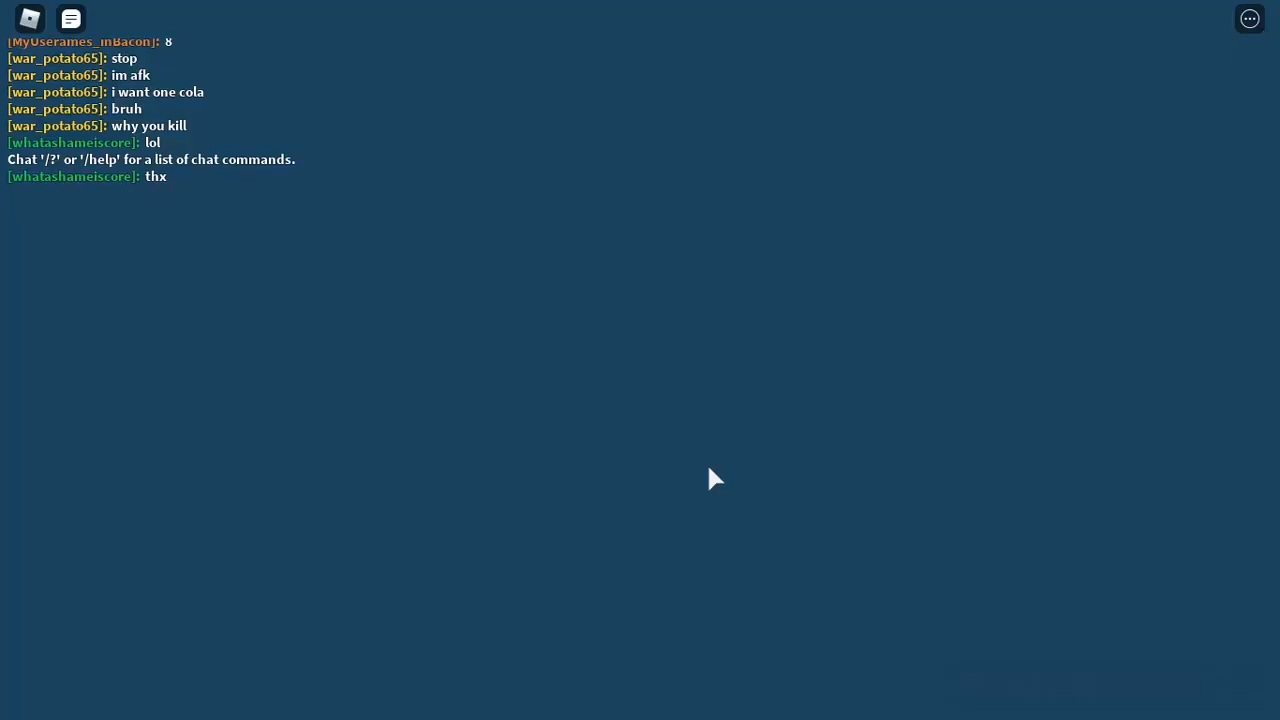 [MyUserames_inBacon]: 8
[war_potato65]: stop
[war_potato65]: im afk
[war_potato65]: i want one cola
[war_potato65]: bruh
[war_potato65]: why you kill
[whatashameiscore]: lol
Chat '/?' or '/help' for a list of chat commands.
[whatashameiscore]: thx